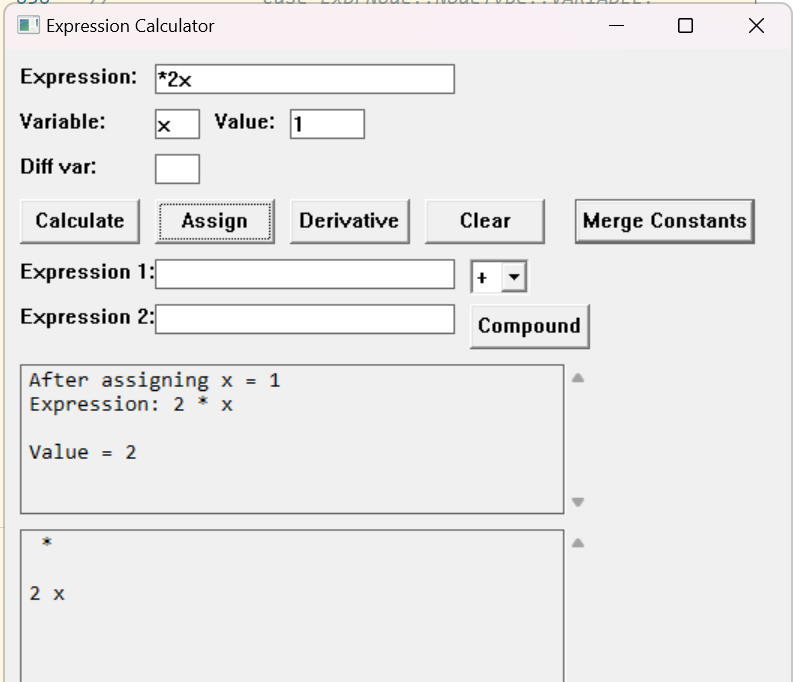 Expression Calculator
Expression: *2x
Variable: x Value: 1
Diff var:
Calculate Assign Derivative Clear Merge Constants
Expression 1: +
Expression 2: Compound
After assigning x = 1
Expression: 2 * x
Value = 2
*
2 x